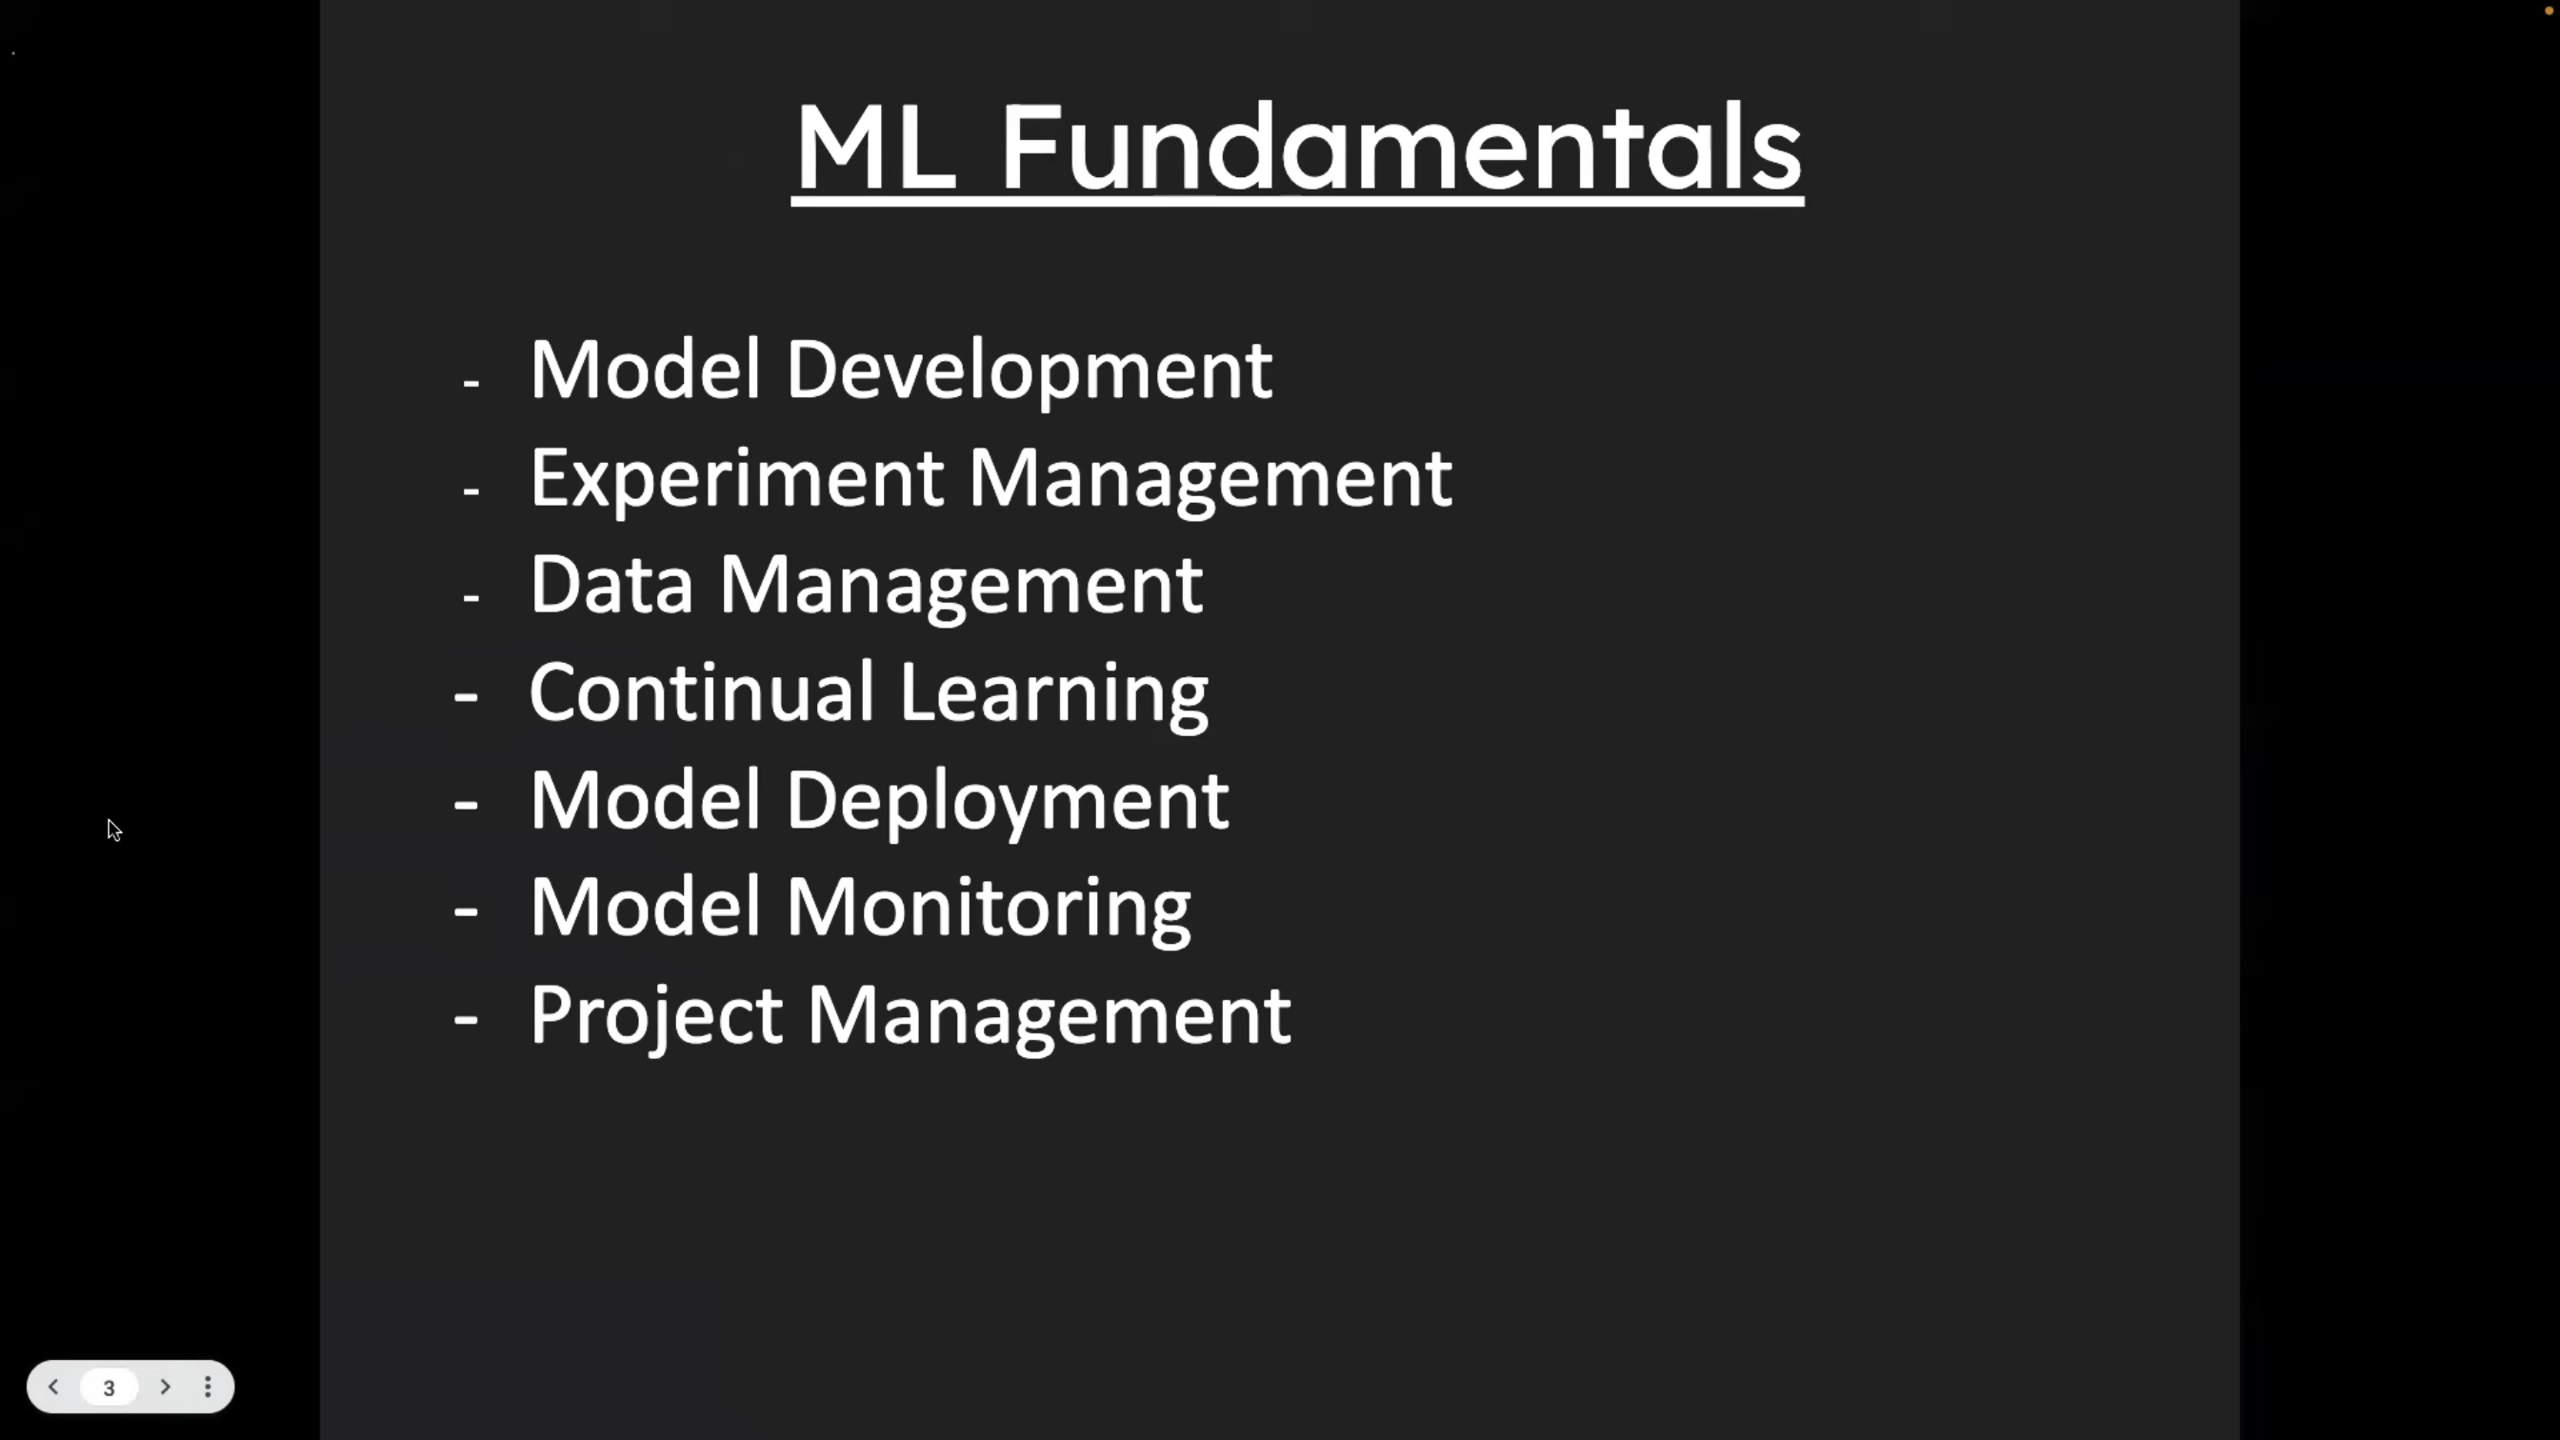 ML Fundamentals
- Model Development
- Experiment Management
- Data Management
- Continual Learning
- Model Deployment
- Model Monitoring
- Project Management
3